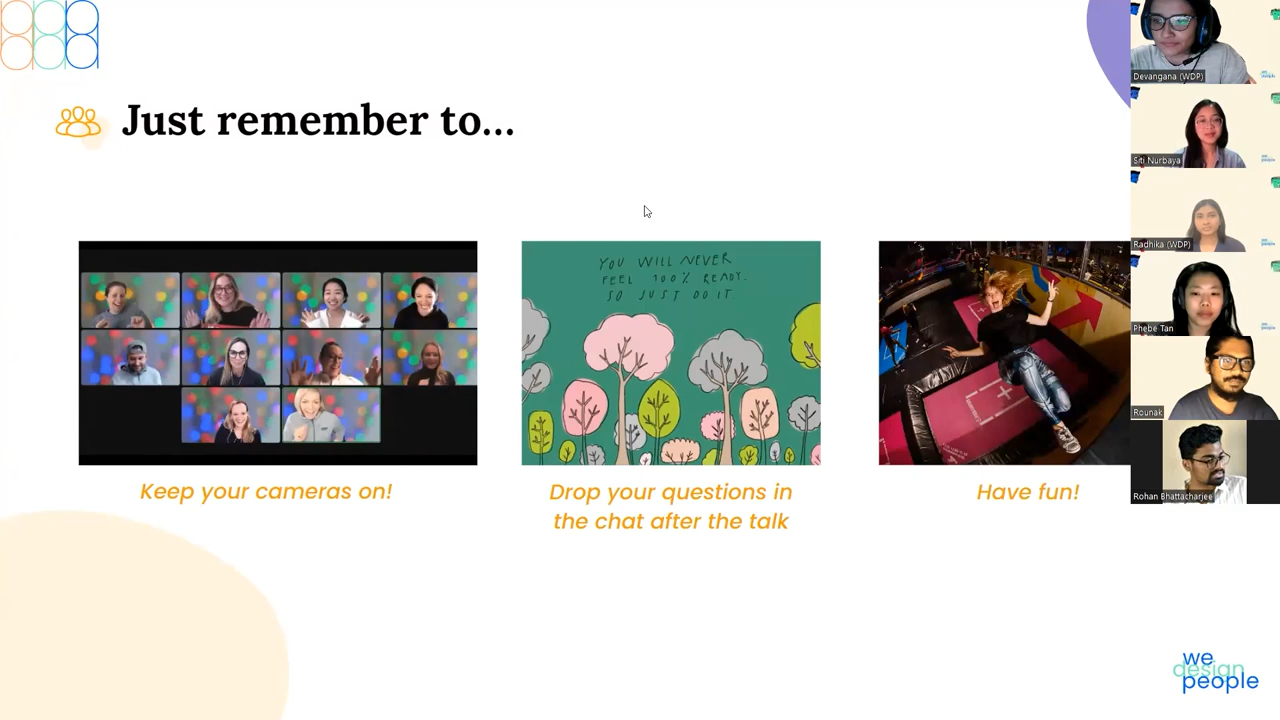 Just remember to...
YOU WILL NEVER
FEEL 100% READY.
SO JUST DO IT.
Keep your cameras on!
Drop your questions in
the chat after the talk
Have fun!
Devangana (WDP)
Siti Nurbaya
Radhika (WDP)
Phebe Tan
Rounak
Rohan Bhattacharjee
we
design
people